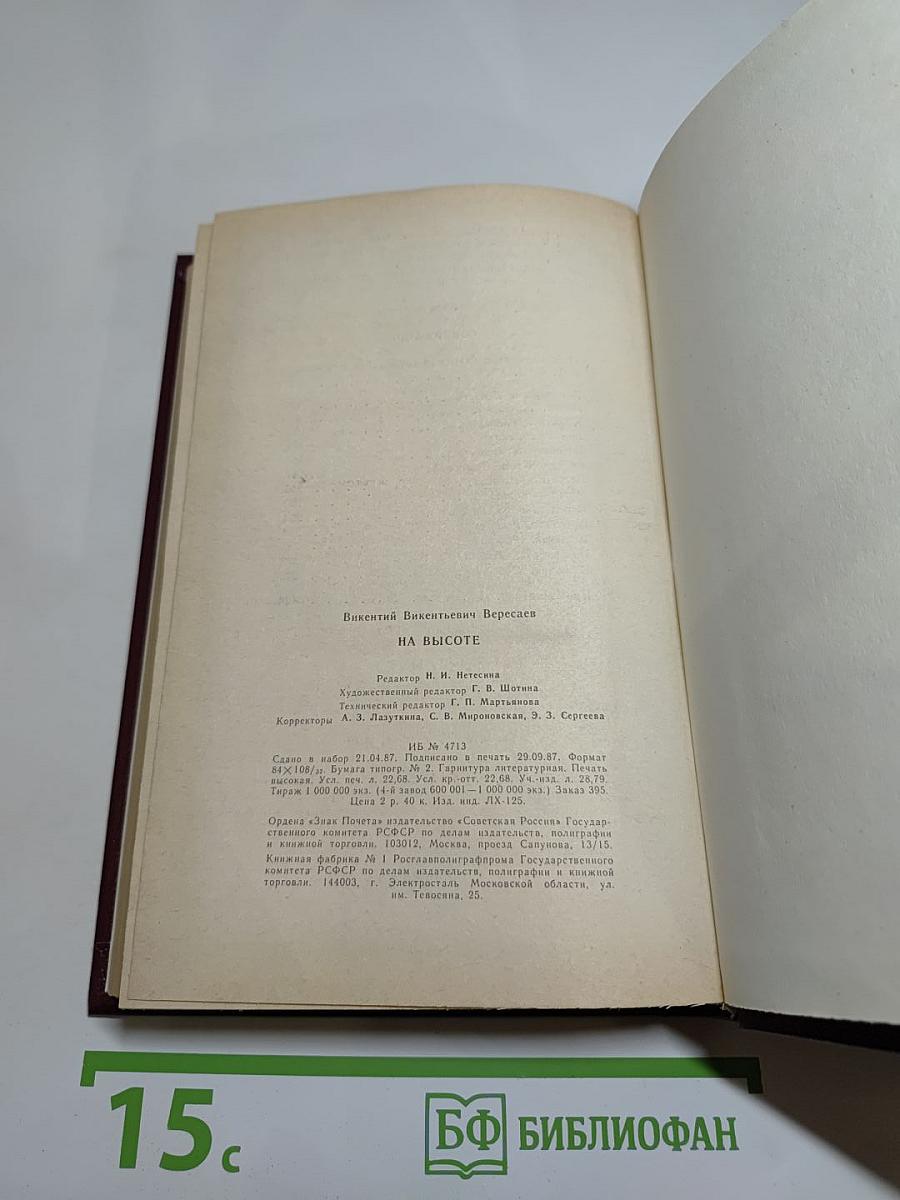 Викентий Викентьевич Вересаев
НА ВЫСОТЕ
Редактор Н. И. Нетесина
Художественный редактор Г. В. Шотина
Технический редактор Г. П. Мартьянова
Корректоры А. З. Лазуткина, С. В. Мироновская, Э. З. Сергеева
ИБ № 4713
Сдано в набор 21.04.87. Подписано в печать 29.09.87. Формат
84×108/32. Бумага типогр. № 2. Гарнитура литературная. Печать
высокая. Усл. печ. л. 22,68. Усл. кр.-отт. 22,68. Уч.-изд. л. 28,79.
Тираж 1 000 000 экз. (4-й завод 600 001—1 000 000 экз.) Заказ 395.
Цена 2 р. 40 к. Изд. инд. ЛХ-125.
Ордена «Знак Почета» издательство «Советская Россия» Государ-
ственного комитета РСФСР по делам издательств, полиграфии
и книжной торговли. 103012, Москва, проезд Сапунова, 13/15.
Книжная фабрика № 1 Росглавполиграфпрома Государственного
комитета РСФСР по делам издательств, полиграфии и книжной
торговли. 144003, г. Электросталь Московской области, ул.
им. Тевосяна, 25.
15 с
БФ БИБЛИОФАН